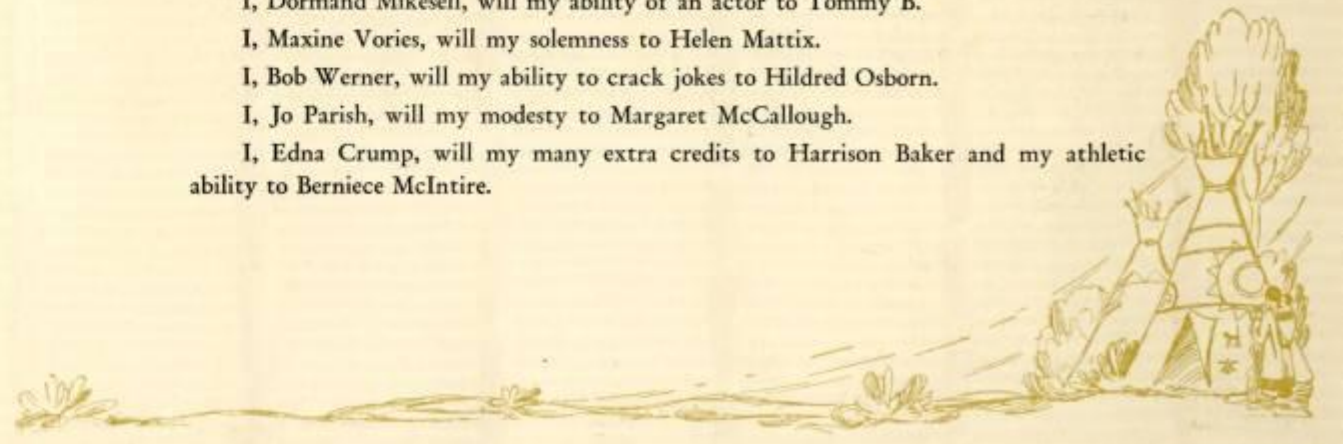 I, Dormand Mikesell, will my ability of an actor to Tommy B.
I, Maxine Vories, will my solemness to Helen Mattix.
I, Bob Werner, will my ability to crack jokes to Hildred Osborn.
I, Jo Parish, will my modesty to Margaret McCallough.
I, Edna Crump, will my many extra credits to Harrison Baker and my athletic
ability to Berniece McIntire.